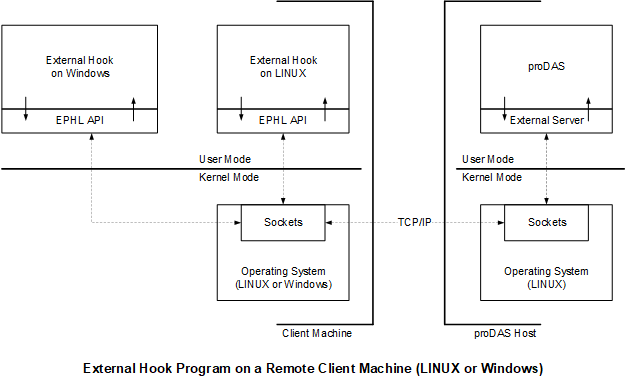 External Hook
on Windows
EPHL API
External Hook
on LINUX
EPHL API
proDAS
External Server
User Mode
Kernel Mode
User Mode
Kernel Mode
Sockets
TCP/IP
Sockets
Operating System
(LINUX or Windows)
Operating System
(LINUX)
Client Machine
proDAS Host
External Hook Program on a Remote Client Machine (LINUX or Windows)